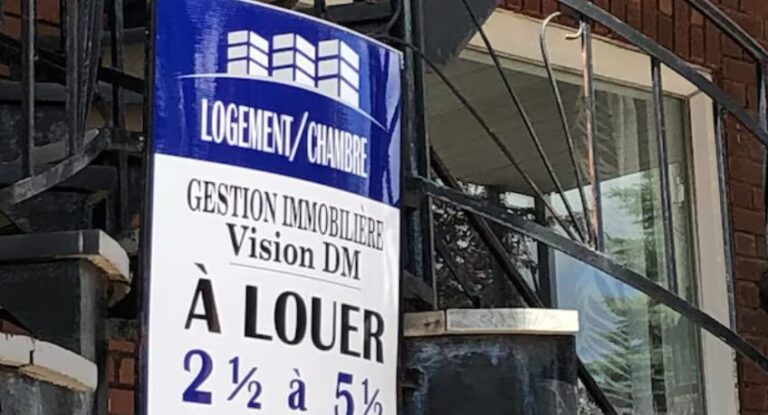 LOGEMENT/CHAMBRE
GESTION IMMOBILIÈRE
Vision DM
À LOUER
2 ½ à 5 ½